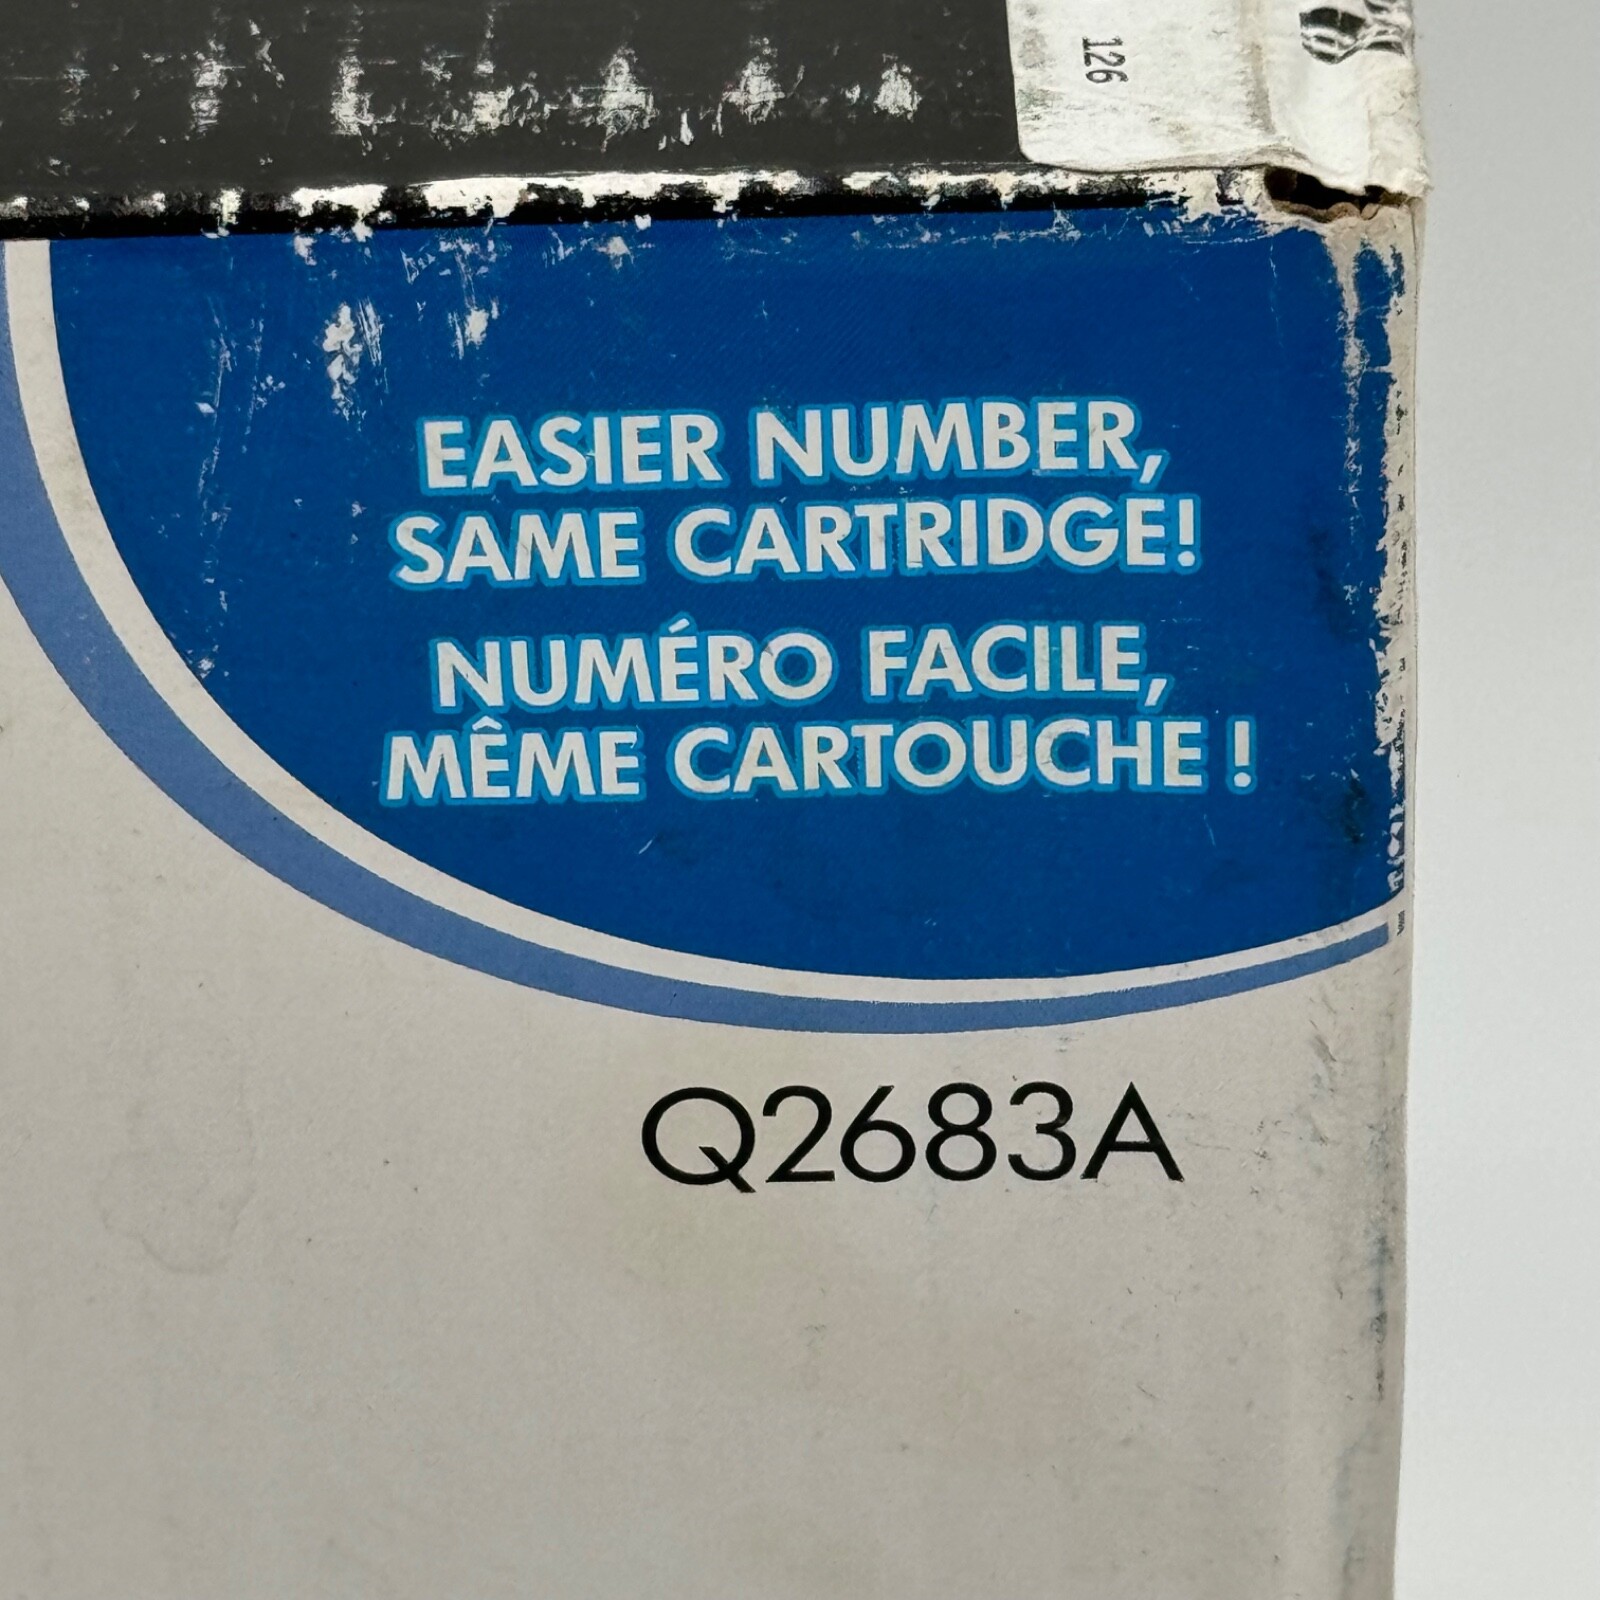 126
EASIER NUMBER,
SAME CARTRIDGE!
NUMÉRO FACILE,
MÊME CARTOUCHE !
Q2683A